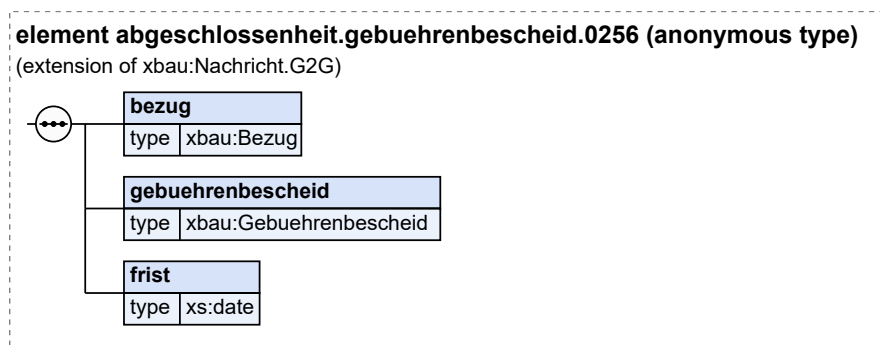 element abgeschlossenheit.gebuehrenbescheid.0256 (anonymous type)
(extension of xbau:Nachricht.G2G)
bezug
type xbau:Bezug
gebuehrenbescheid
type xbau:Gebuehrenbescheid
frist
type xs:date